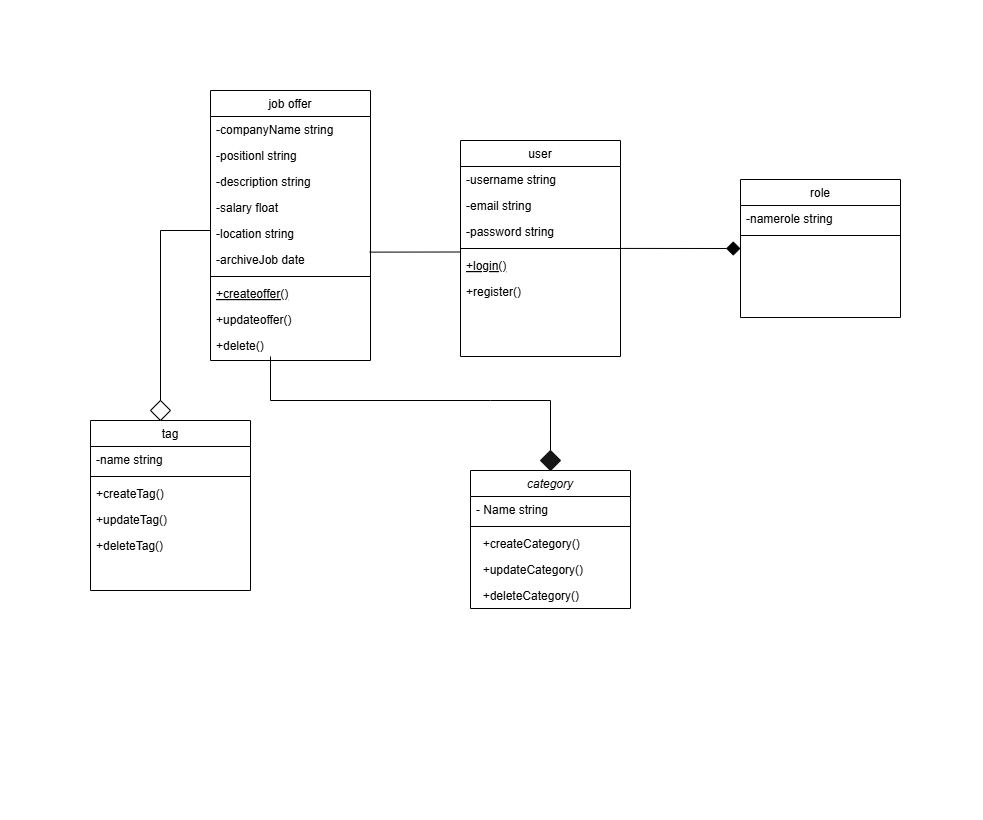 job offer
-companyName string
-positionl string
-description string
-salary float
-location string
-archiveJob date
+createoffer()
+updateoffer()
+delete()
user
-username string
-email string
-password string
+login()
+register()
role
-namerole string
tag
-name string
+createTag()
+updateTag()
+deleteTag()
category
- Name string
+createCategory()
+updateCategory()
+deleteCategory()